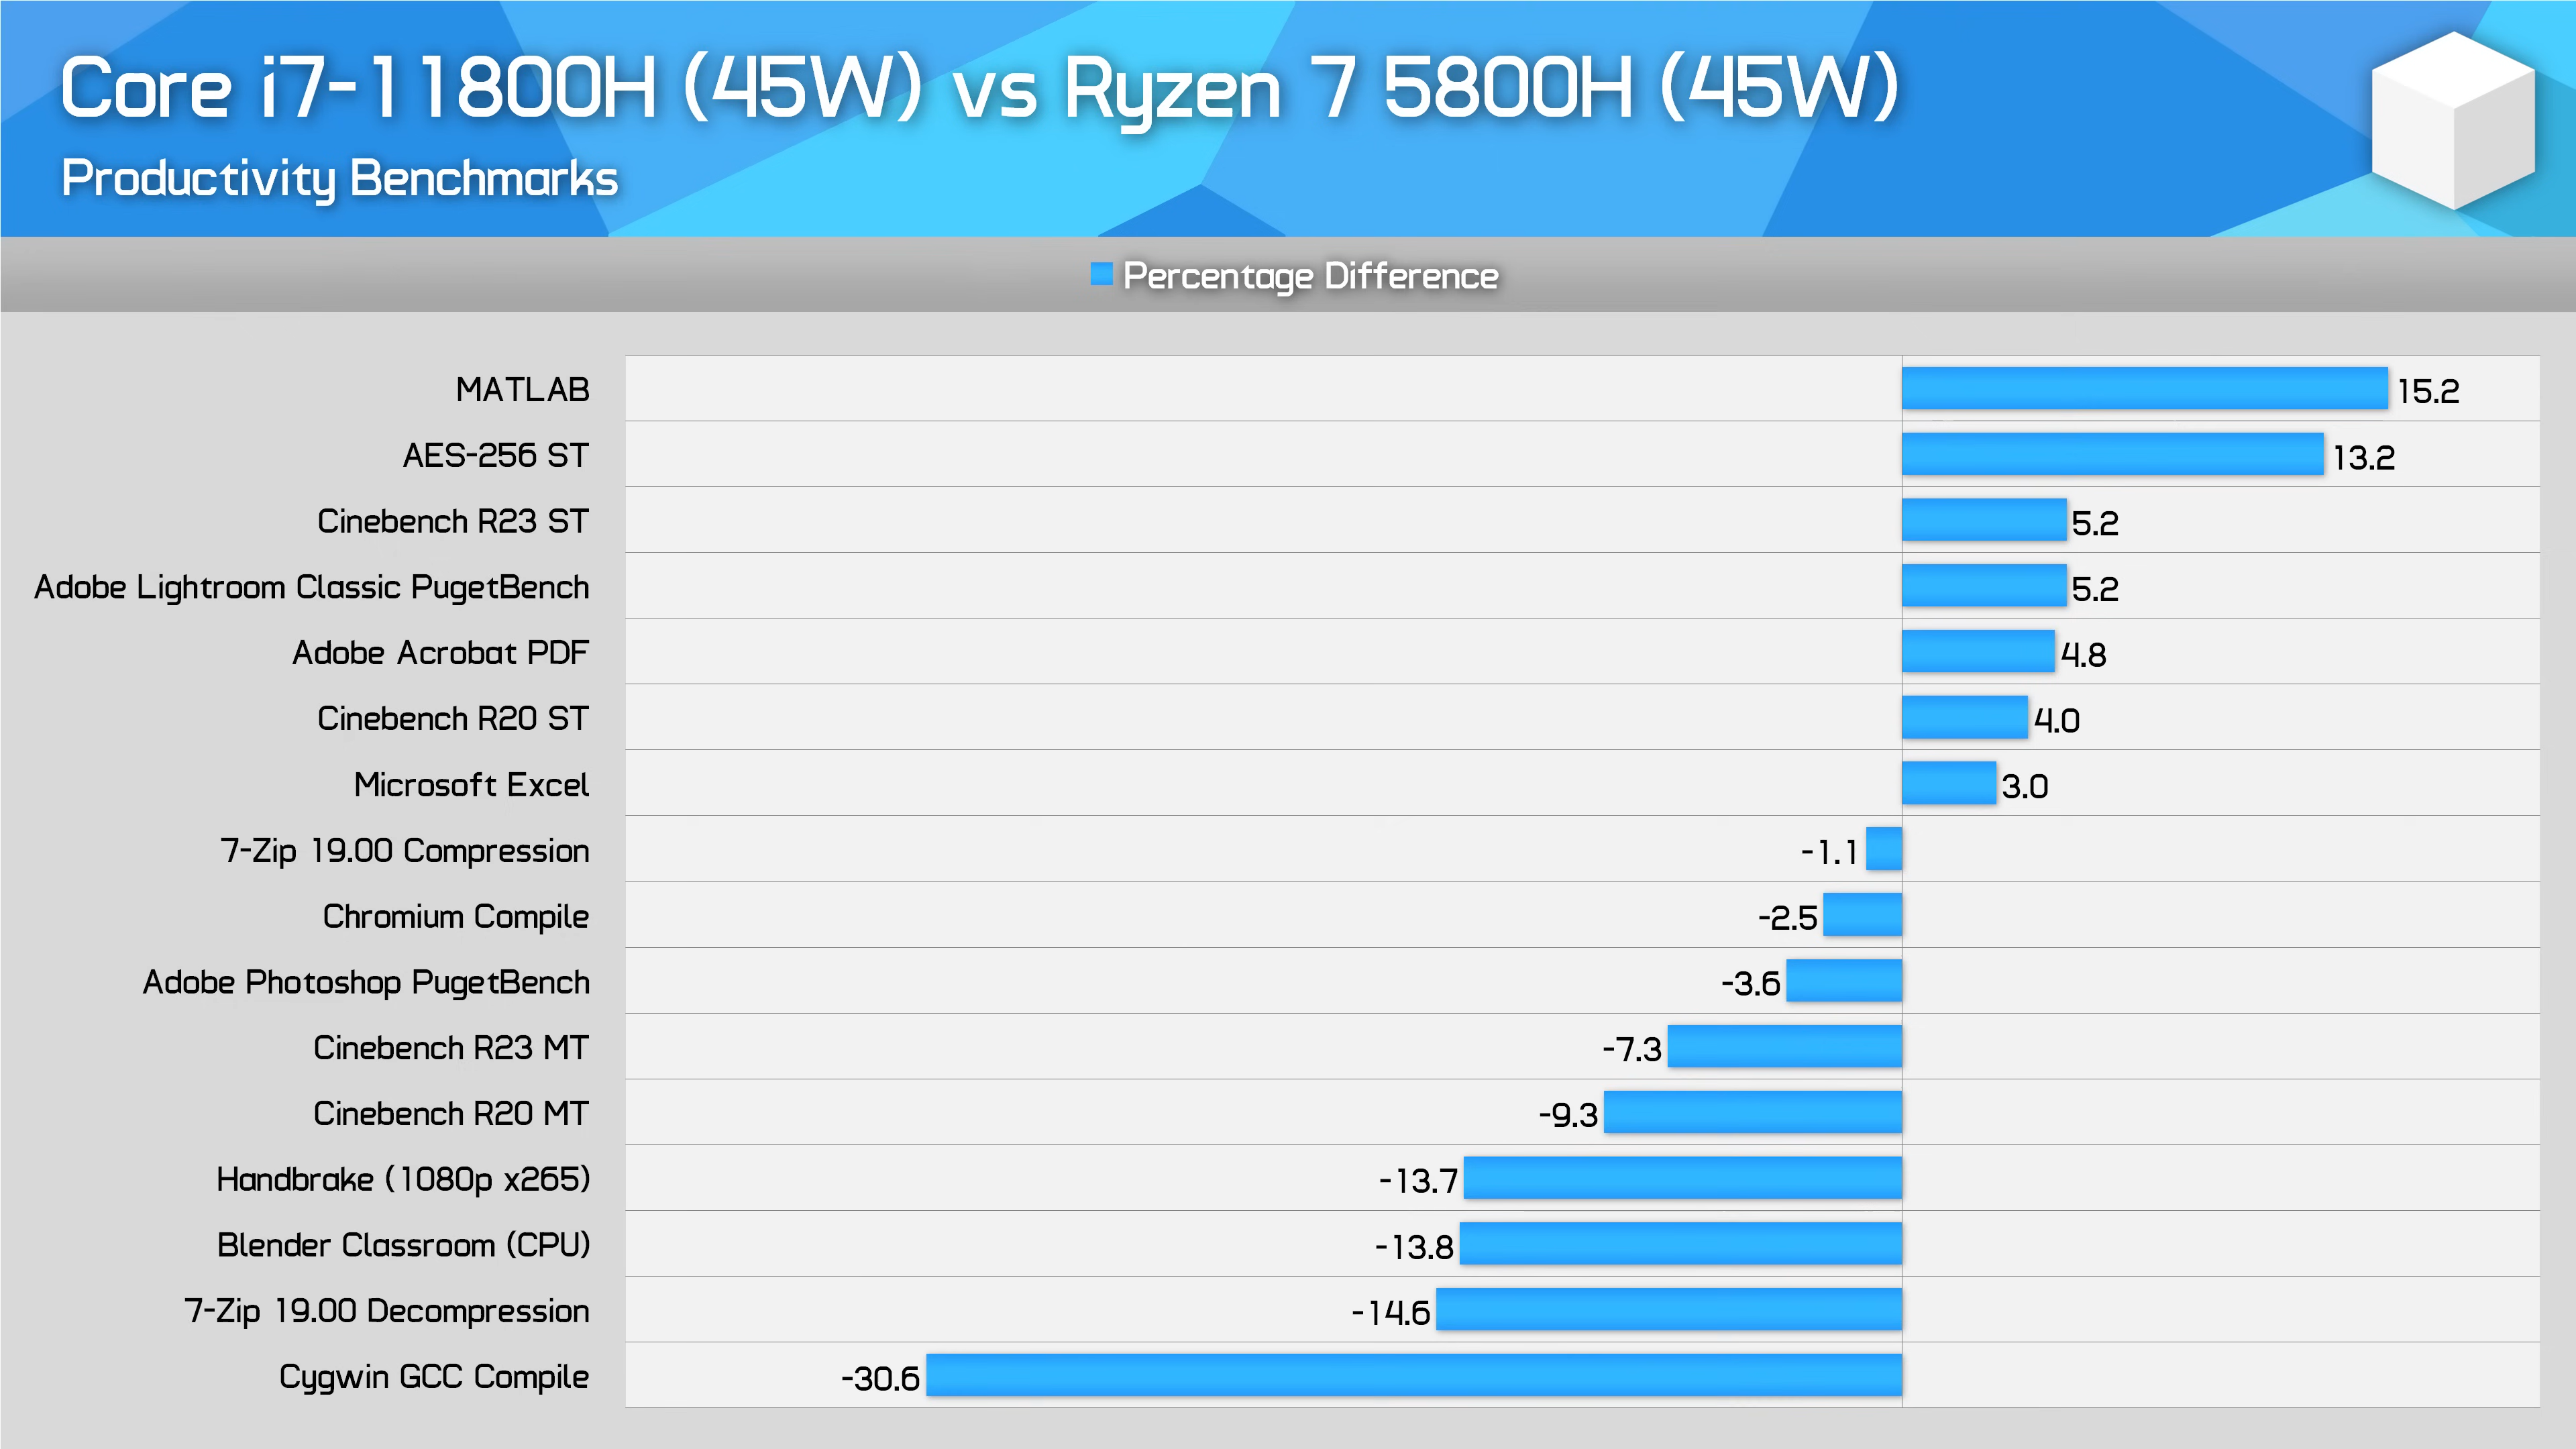 Core i7-11800H (45W) vs Ryzen 7 5800H (45W)
Productivity Benchmarks
Percentage Difference
MATLAB 15.2
AES-256 ST 13.2
Cinebench R23 ST 5.2
Adobe Lightroom Classic PugetBench 5.2
Adobe Acrobat PDF 4.8
Cinebench R20 ST 4.0
Microsoft Excel 3.0
7-Zip 19.00 Compression -1.1
Chromium Compile -2.5
Adobe Photoshop PugetBench -3.6
Cinebench R23 MT -7.3
Cinebench R20 MT -9.3
Handbrake (1080p x265) -13.7
Blender Classroom (CPU) -13.8
7-Zip 19.00 Decompression -14.6
Cygwin GCC Compile -30.6